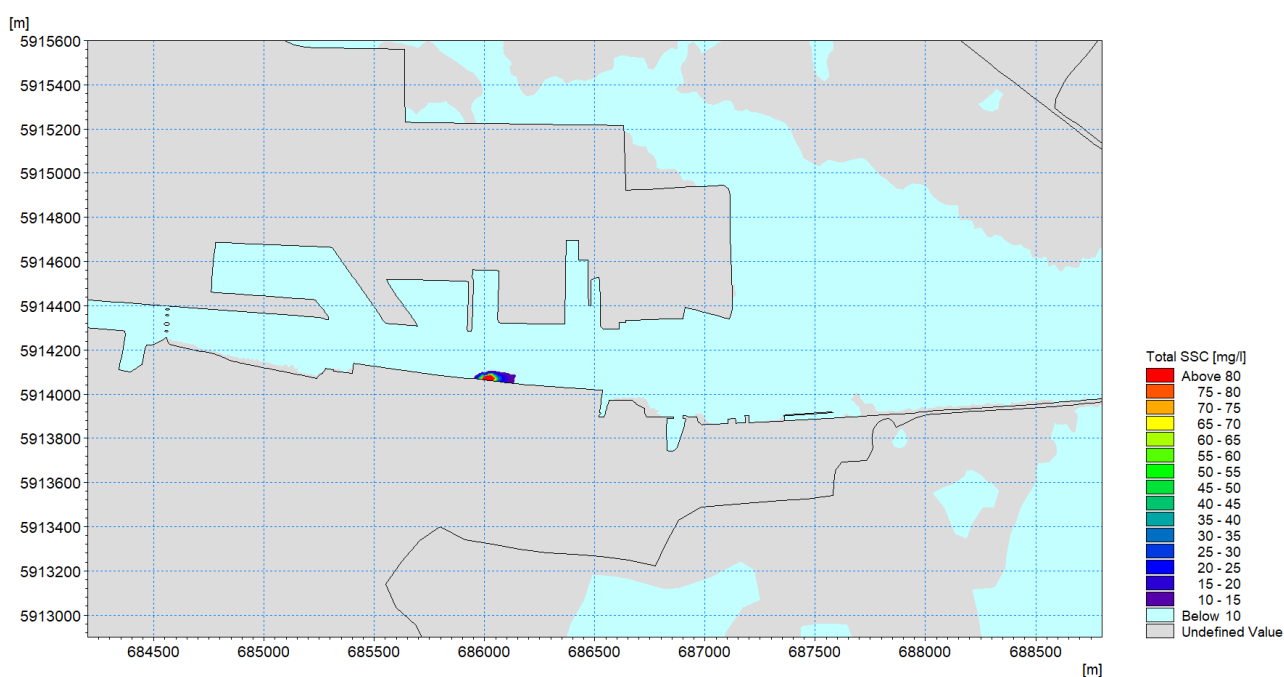 [m]
5915600
5915400
5915200
5915000
5914800
5914600
5914400
5914200
5914000
5913800
5913600
5913400
5913200
5913000
684500 685000 685500 686000 686500 687000 687500 688000 688500
[m]
Total SSC [mg/l]
Above 80
75 - 80
70 - 75
65 - 70
60 - 65
55 - 60
50 - 55
45 - 50
40 - 45
35 - 40
30 - 35
25 - 30
20 - 25
15 - 20
10 - 15
Below 10
Undefined Value